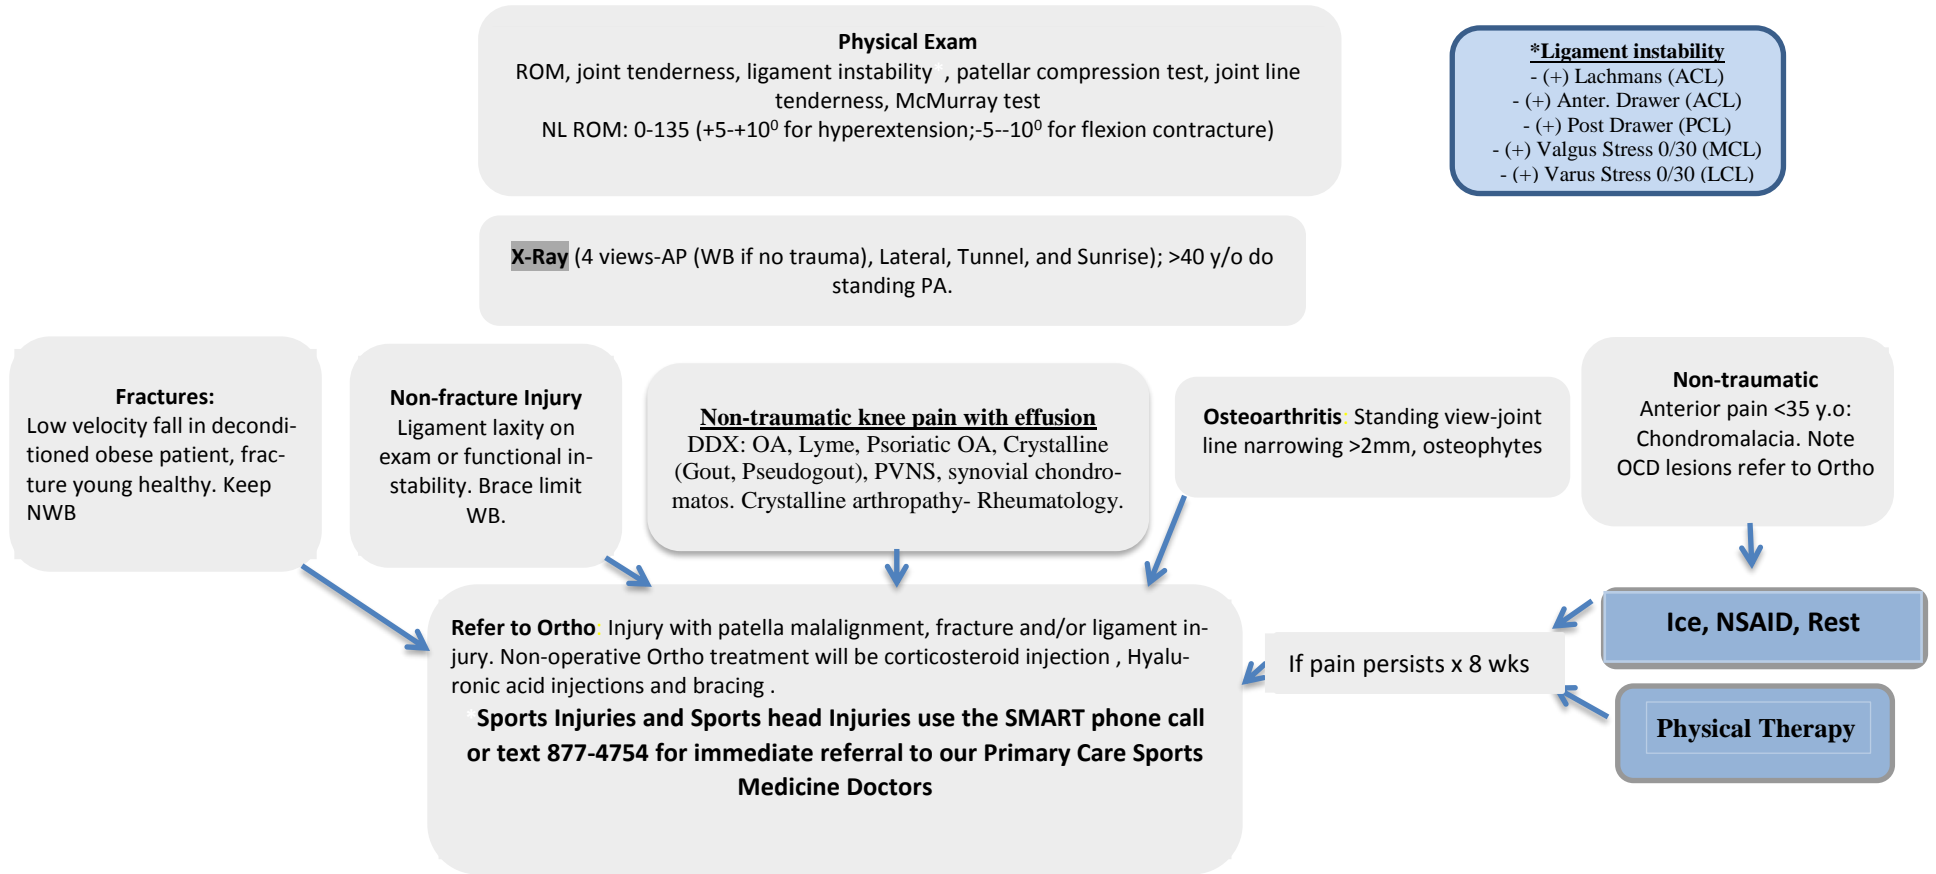 Physical Exam
ROM, joint tenderness, ligament instability*, patellar compression test, joint line
tenderness, McMurray test
NL ROM: 0-135 (+5-+10⁰ for hyperextension;-5--10⁰ for flexion contracture)
*Ligament instability
- (+) Lachmans (ACL)
- (+) Anter. Drawer (ACL)
- (+) Post Drawer (PCL)
- (+) Valgus Stress 0/30 (MCL)
- (+) Varus Stress 0/30 (LCL)
X-Ray (4 views-AP (WB if no trauma), Lateral, Tunnel, and Sunrise); >40 y/o do
standing PA.
Fractures:
Low velocity fall in decondi-
tioned obese patient, frac-
ture young healthy. Keep
NWB
Non-fracture Injury
Ligament laxity on
exam or functional in-
stability. Brace limit
WB.
Non-traumatic knee pain with effusion
DDX: OA, Lyme, Psoriatic OA, Crystalline
(Gout, Pseudogout), PVNS, synovial chondro-
matos. Crystalline arthropathy- Rheumatology.
Osteoarthritis: Standing view-joint
line narrowing >2mm, osteophytes
Non-traumatic
Anterior pain <35 y.o:
Chondromalacia. Note
OCD lesions refer to Ortho
Refer to Ortho: Injury with patella malalignment, fracture and/or ligament in-
jury. Non-operative Ortho treatment will be corticosteroid injection , Hyalu-
ronic acid injections and bracing .
*Sports Injuries and Sports head Injuries use the SMART phone call
or text 877-4754 for immediate referral to our Primary Care Sports
Medicine Doctors
If pain persists x 8 wks
Ice, NSAID, Rest
Physical Therapy